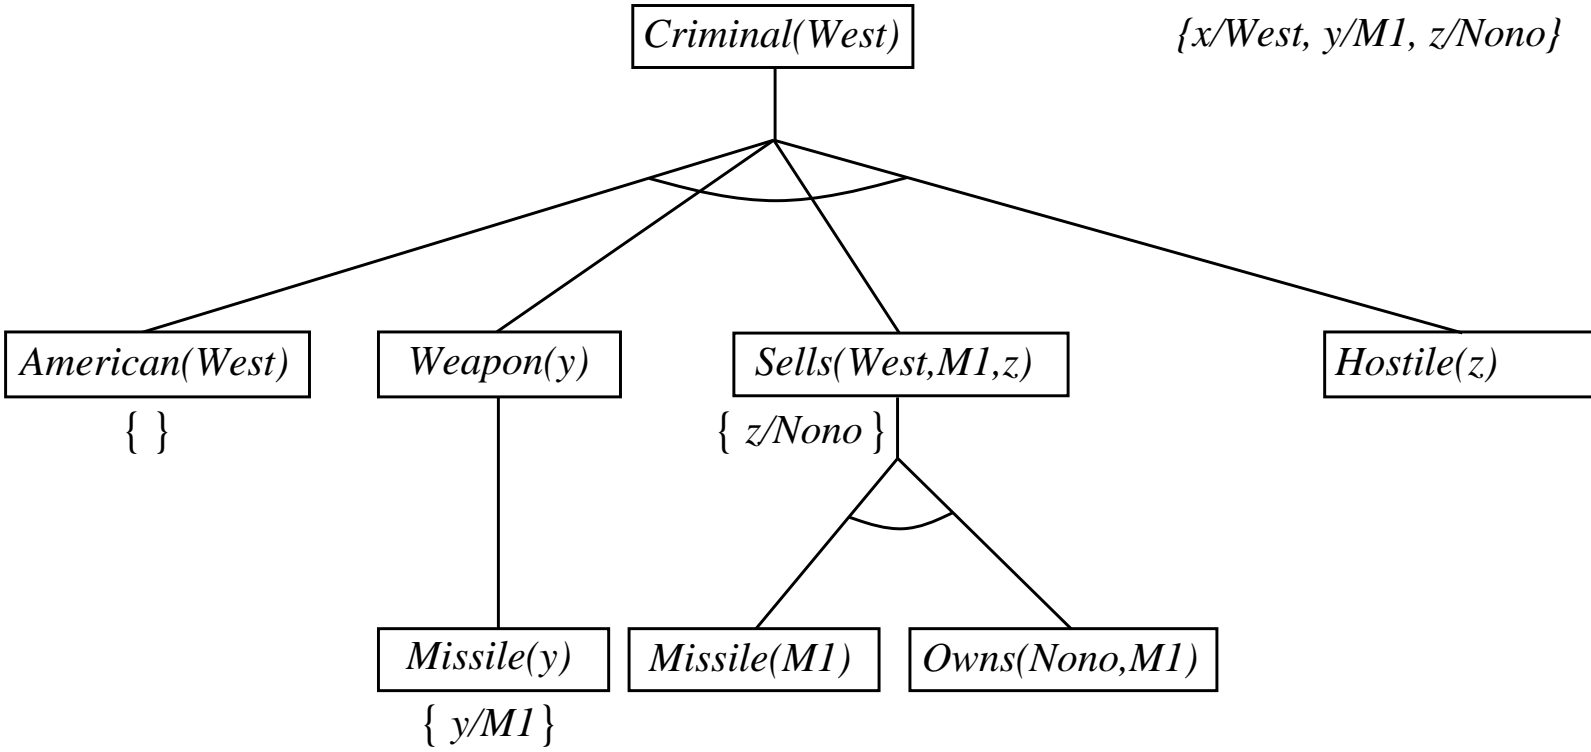 Criminal(West)
{x/West, y/M1, z/Nono}
American(West)
Weapon(y)
Sells(West,M1,z)
Hostile(z)
{ }
{ z/Nono }
Missile(y)
Missile(M1)
Owns(Nono,M1)
{ y/M1 }